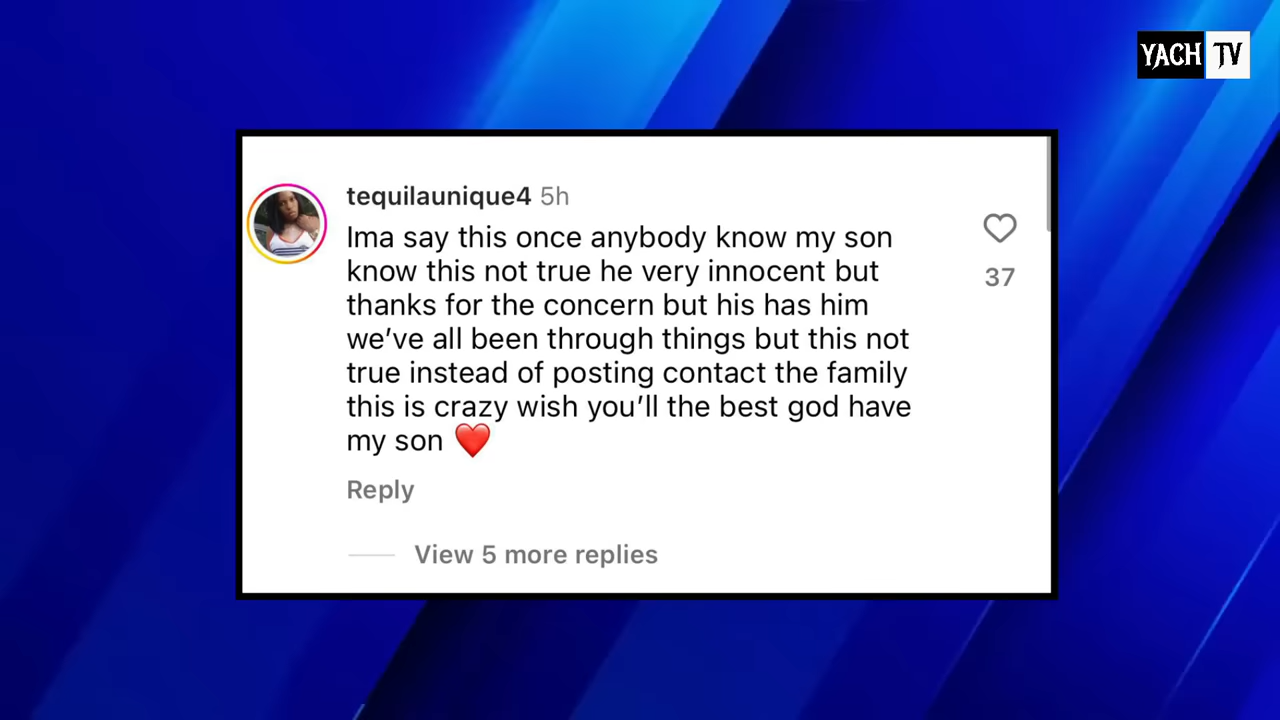 YACH TV
tequilaunique4 5h
Ima say this once anybody know my son
know this not true he very innocent but
thanks for the concern but his has him
we’ve all been through things but this not
true instead of posting contact the family
this is crazy wish you’ll the best god have
my son ❤️
37
Reply
View 5 more replies